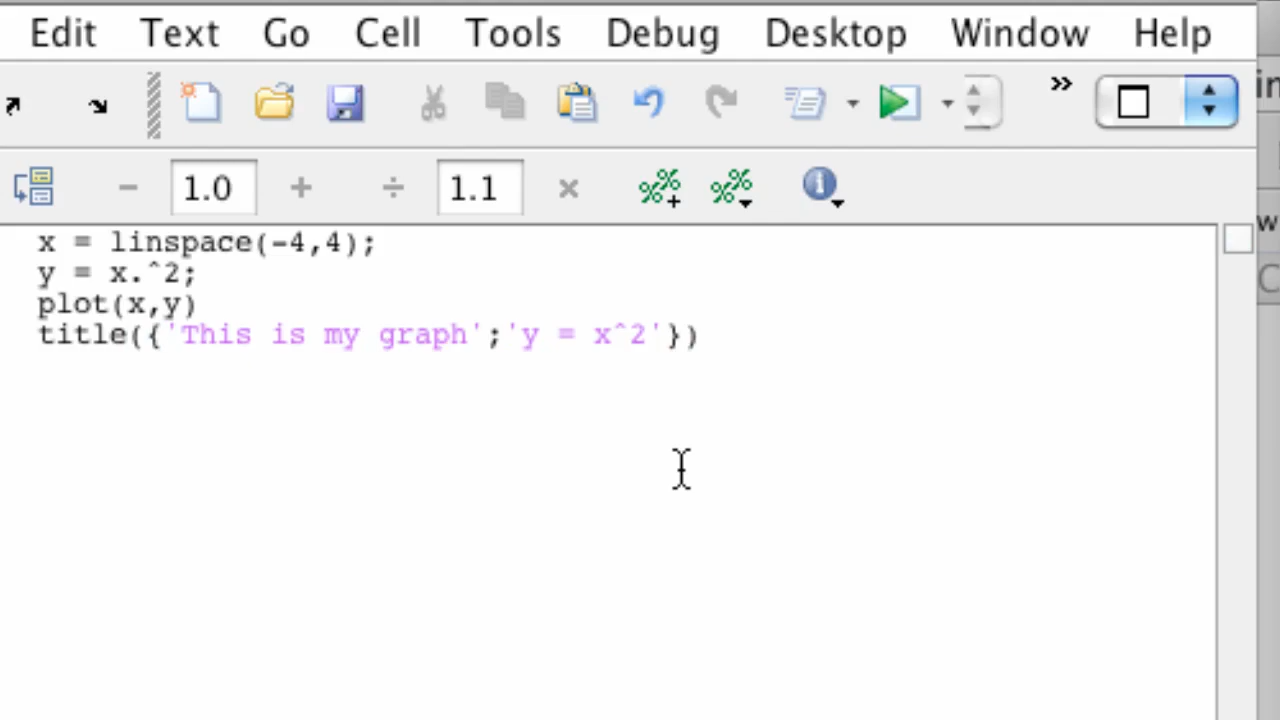 Edit Text Go Cell Tools Debug Desktop Window Help
1.0 1.1
x = linspace(-4,4);
y = x.^2;
plot(x,y)
title({'This is my graph';'y = x^2'})